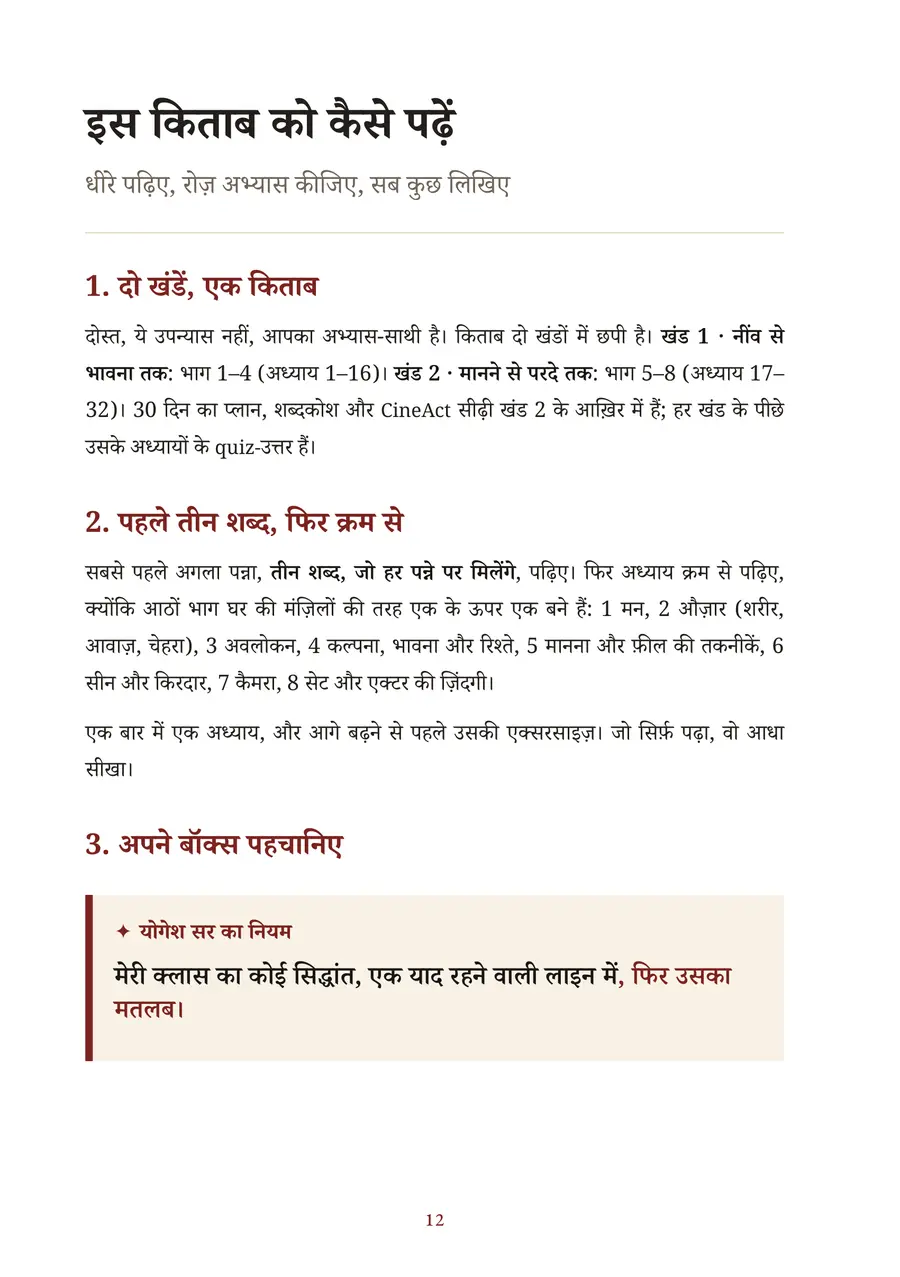 इस किताब को कैसे पढ़ें
धीरे पढ़िए, रोज़ अभ्यास कीजिए, सब कुछ लिखिए
1. दो खंडें, एक किताब
दोस्त, ये उपन्यास नहीं, आपका अभ्यास-साथी है। किताब दो खंडों में छपी है। खंड 1 · नींव से
भावना तक: भाग 1–4 (अध्याय 1–16)। खंड 2 · मानने से परदे तक: भाग 5–8 (अध्याय 17–
32)। 30 दिन का प्लान, शब्दकोश और CineAct सीढ़ी खंड 2 के आख़िर में हैं; हर खंड के पीछे
उसके अध्यायों के quiz-उत्तर हैं।
2. पहले तीन शब्द, फिर क्रम से
सबसे पहले अगला पन्ना, तीन शब्द, जो हर पन्ने पर मिलेंगे, पढ़िए। फिर अध्याय क्रम से पढ़िए,
क्योंकि आठों भाग घर की मंज़िलों की तरह एक के ऊपर एक बने हैं: 1 मन, 2 औज़ार (शरीर,
आवाज़, चेहरा), 3 अवलोकन, 4 कल्पना, भावना और रिश्ते, 5 मानना और फ़ील की तकनीकें, 6
सीन और किरदार, 7 कैमरा, 8 सेट और एक्टर की ज़िंदगी।
एक बार में एक अध्याय, और आगे बढ़ने से पहले उसकी एक्सरसाइज़। जो सिर्फ़ पढ़ा, वो आधा
सीखा।
3. अपने बॉक्स पहचानिए
✦ योगेश सर का नियम
मेरी क्लास का कोई सिद्धांत, एक याद रहने वाली लाइन में, फिर उसका
मतलब।
12